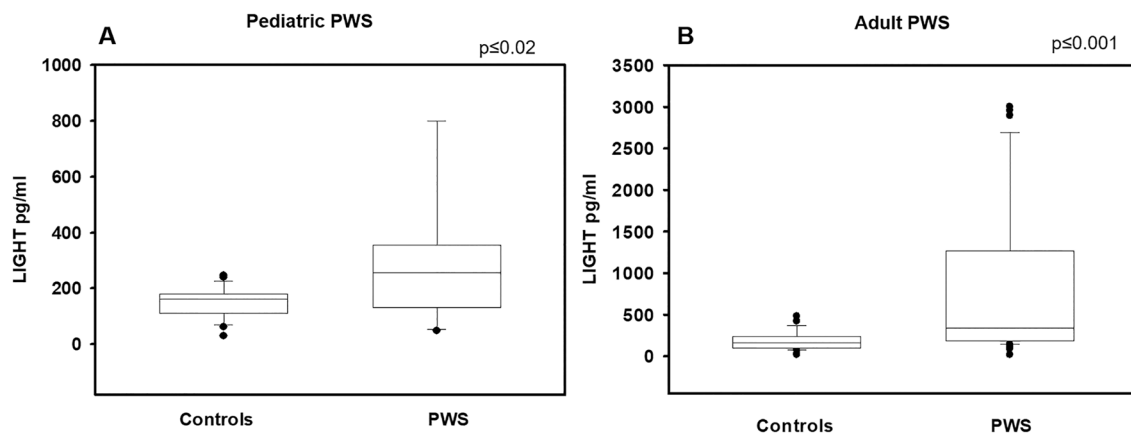 Pediatric PWS
A
p≤0.02
1000
800
600
400
200
0
LIGHT pg/ml
Controls
PWS
Adult PWS
B
p≤0.001
3500
3000
2500
2000
1500
1000
500
0
LIGHT pg/ml
Controls
PWS